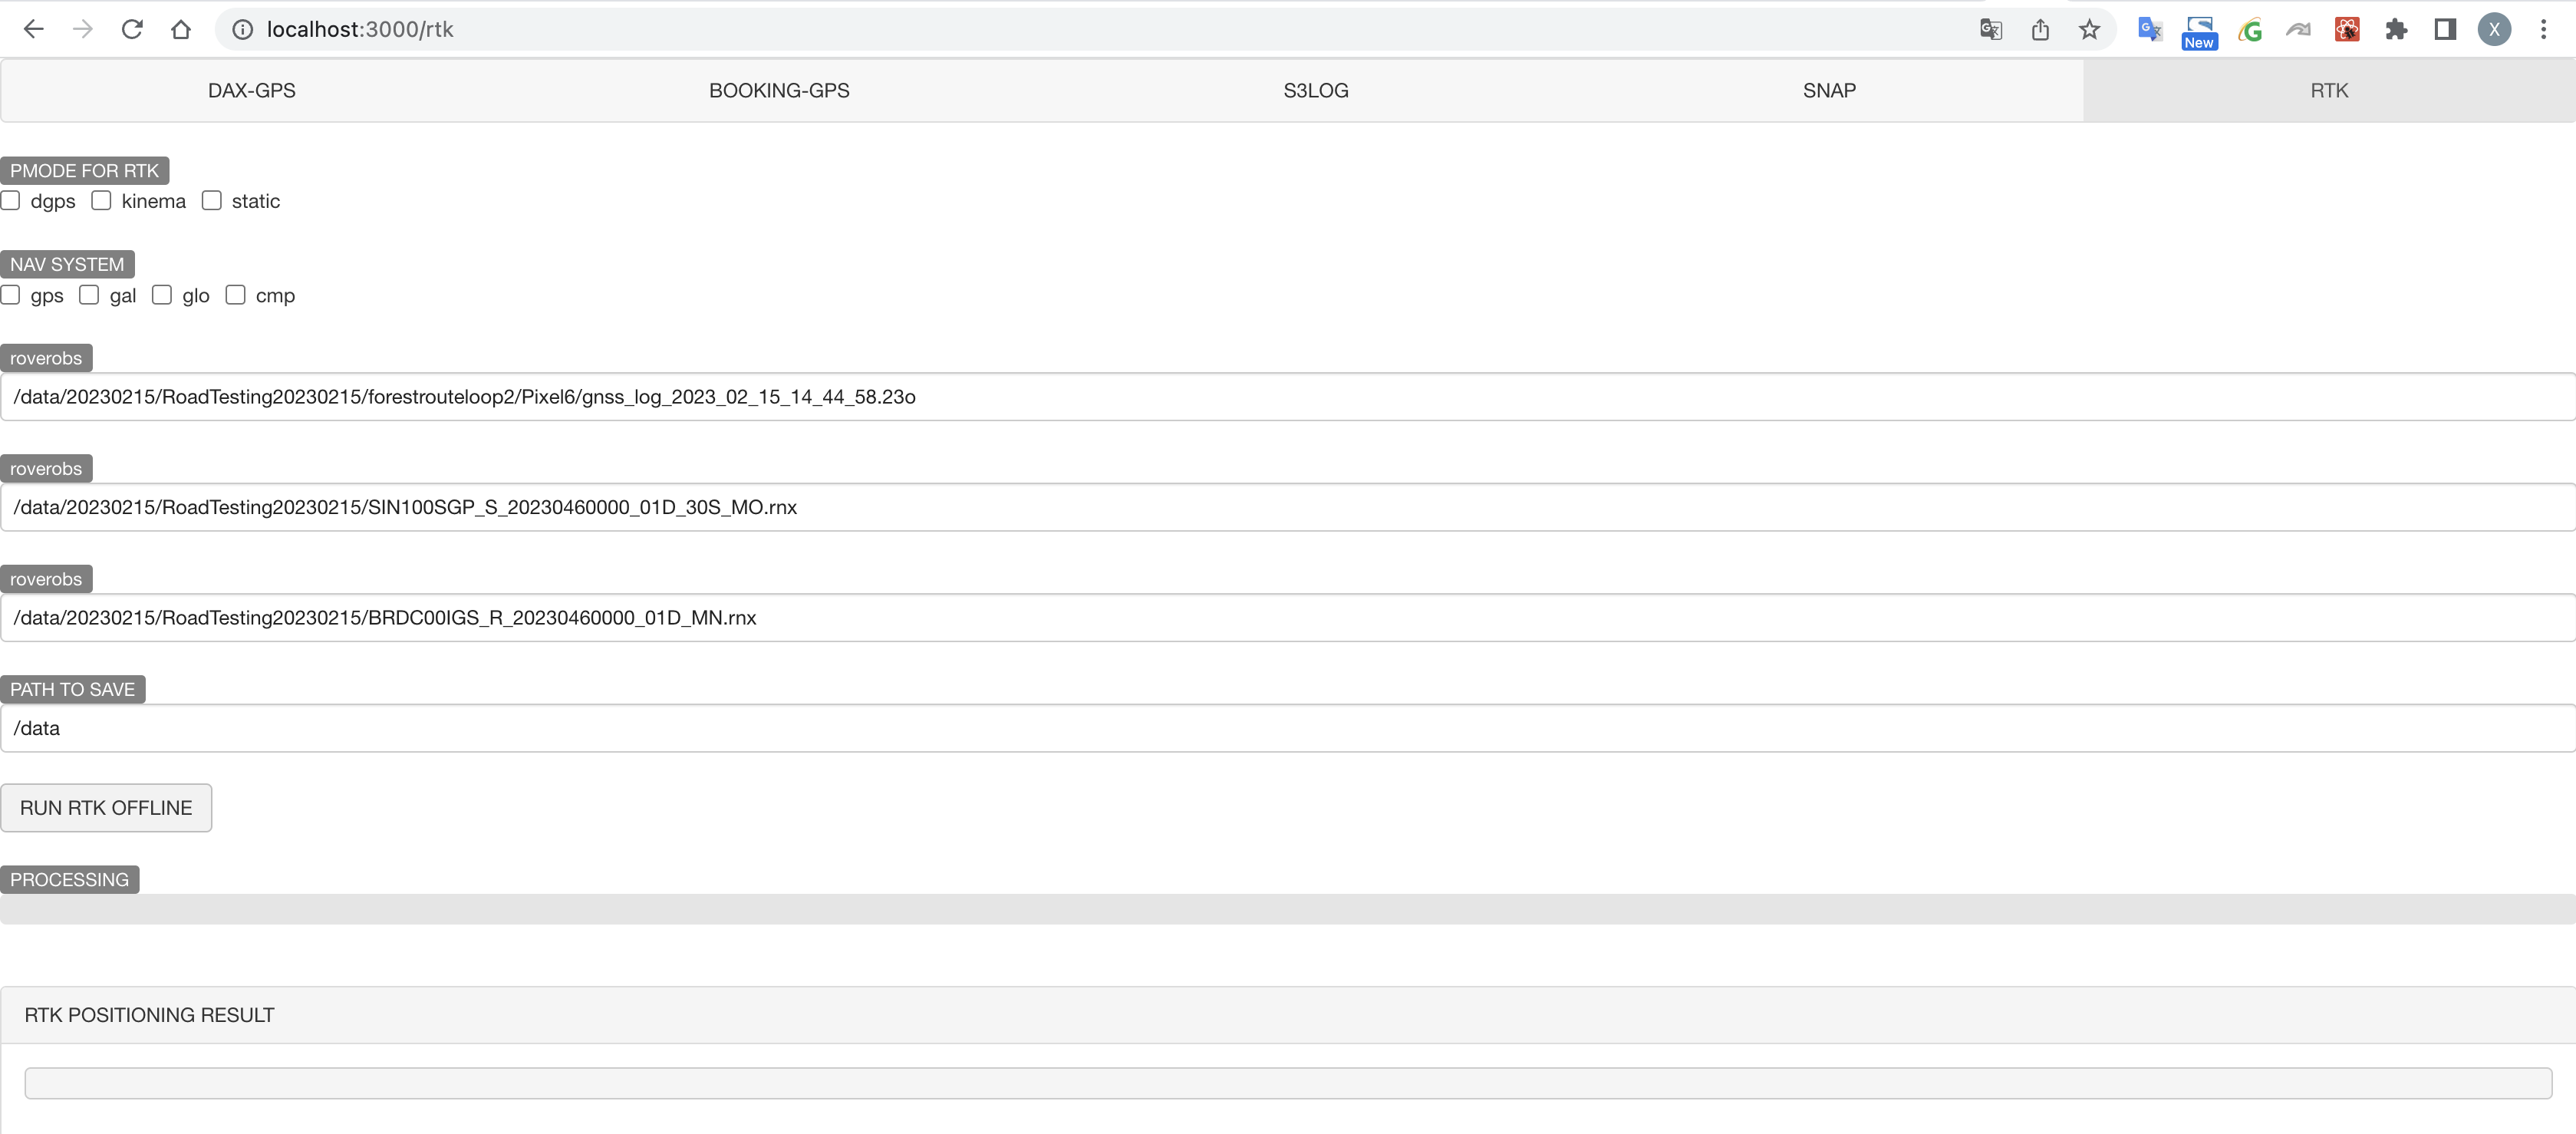 localhost:3000/rtk
New
X
DAX-GPS BOOKING-GPS S3LOG SNAP RTK
PMODE FOR RTK
dgps kinema static
NAV SYSTEM
gps gal glo cmp
roverobs
/data/20230215/RoadTesting20230215/forestrouteloop2/Pixel6/gnss_log_2023_02_15_14_44_58.23o
roverobs
/data/20230215/RoadTesting20230215/SIN100SGP_S_20230460000_01D_30S_MO.rnx
roverobs
/data/20230215/RoadTesting20230215/BRDC00IGS_R_20230460000_01D_MN.rnx
PATH TO SAVE
/data
RUN RTK OFFLINE
PROCESSING
RTK POSITIONING RESULT